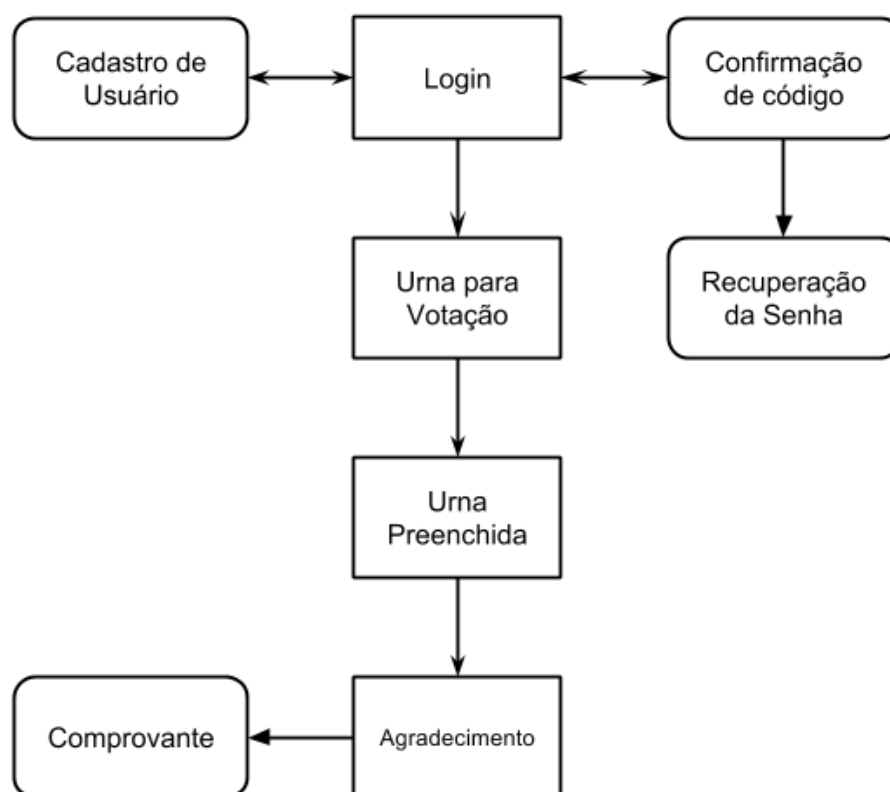 Cadastro de
Usuário
Login
Confirmação
de código
Urna para
Votação
Recuperação
da Senha
Urna
Preenchida
Comprovante
Agradecimento